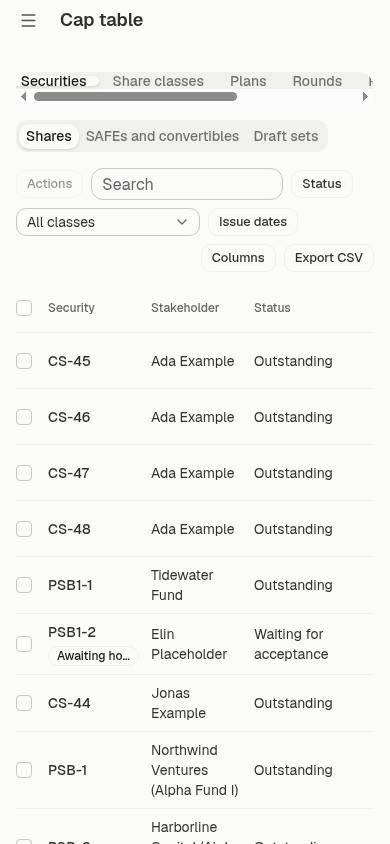 Cap table
Securities Share classes Plans Rounds
Shares SAFEs and convertibles Draft sets
Actions Search Status
All classes Issue dates
Columns Export CSV
Security Stakeholder Status
CS-45 Ada Example Outstanding
CS-46 Ada Example Outstanding
CS-47 Ada Example Outstanding
CS-48 Ada Example Outstanding
PSB1-1 Tidewater Fund Outstanding
PSB1-2 Awaiting ho... Elin Placeholder Waiting for acceptance
CS-44 Jonas Example Outstanding
PSB-1 Northwind Ventures (Alpha Fund I) Outstanding
Harborline